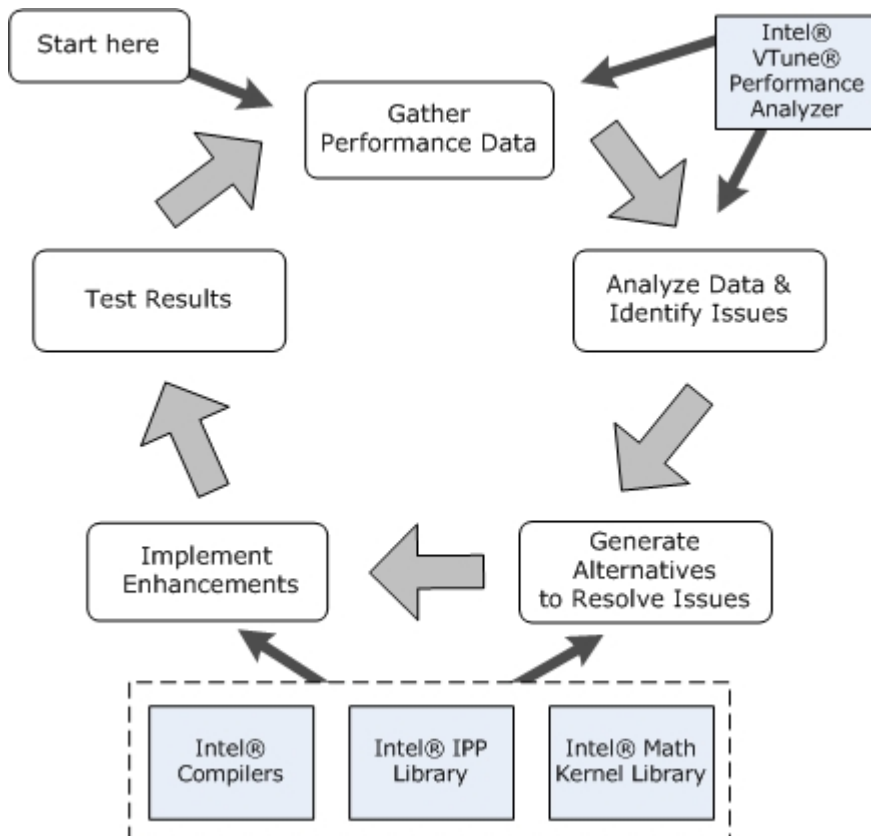 Start here
Intel®
VTune®
Performance
Analyzer
Gather
Performance Data
Test Results
Analyze Data &
Identify Issues
Implement
Enhancements
Generate
Alternatives
to Resolve Issues
Intel®
Compilers
Intel® IPP
Library
Intel® Math
Kernel Library